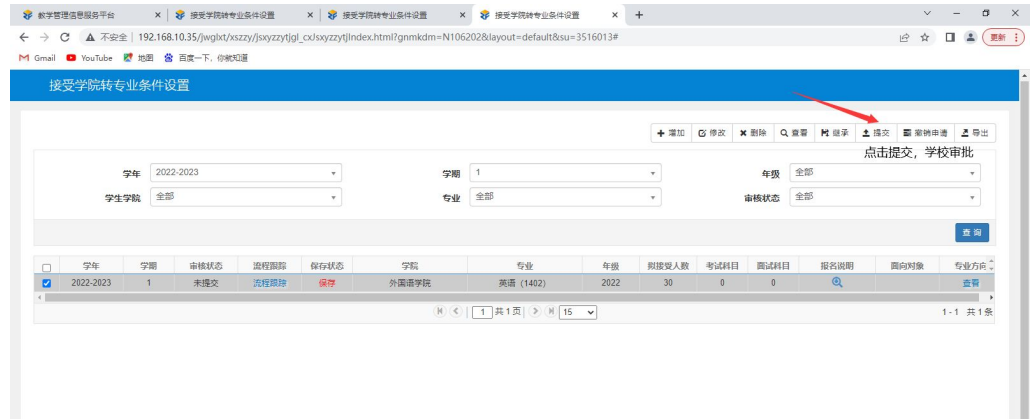 教学管理信息服务平台 × 接受学院转专业条件设置 × 接受学院转专业条件设置 × 接受学院转专业条件设置 × +
不安全 192.168.10.35/jwglxt/xszzy/jsxyzzytjgl_cxJsxyzzytjIndex.html?gnmkdm=N106202&layout=default&su=3516013# 更新
Gmail YouTube 地图 百度一下，你就知道
接受学院转专业条件设置
增加 修改 删除 查看 继承 提交 撤销申请 导出
点击提交，学校审批
学年 2022-2023 学期 1 年级 全部
学生学院 全部 专业 全部 审核状态 全部
查 询
学年 学期 审核状态 流程跟踪 保存状态 学院 专业 年级 拟接受人数 考试科目 面试科目 报名说明 面向对象 专业方向
2022-2023 1 未提交 流程跟踪 保存 外国语学院 英语（1402） 2022 30 0 0 查看
1 共 1 页 15 1 - 1 共 1 条